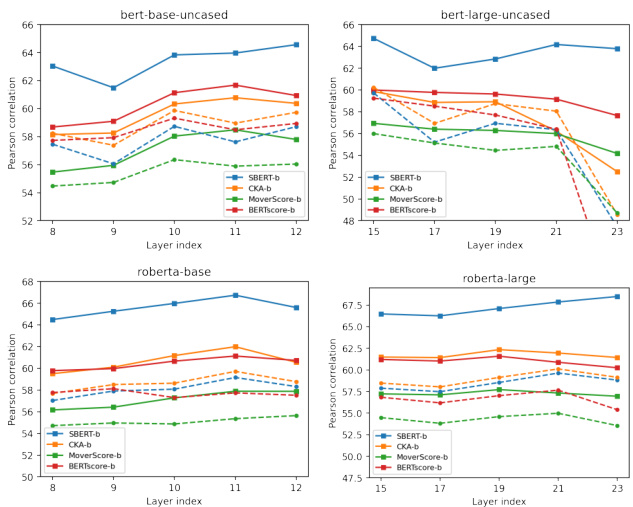 bert-base-uncased
Pearson correlation
66
64
62
60
58
56
54
52
8
9
10
11
12
Layer index
SBERT-b
CKA-b
MoverScore-b
BERTscore-b
bert-large-uncased
Pearson correlation
66
64
62
60
58
56
54
52
50
48
15
17
19
21
23
Layer index
SBERT-b
CKA-b
MoverScore-b
BERTscore-b
roberta-base
Pearson correlation
68
66
64
62
60
58
56
54
52
50
8
9
10
11
12
Layer index
SBERT-b
CKA-b
MoverScore-b
BERTscore-b
roberta-large
Pearson correlation
67.5
65.0
62.5
60.0
57.5
55.0
52.5
50.0
47.5
15
17
19
21
23
Layer index
SBERT-b
CKA-b
MoverScore-b
BERTscore-b